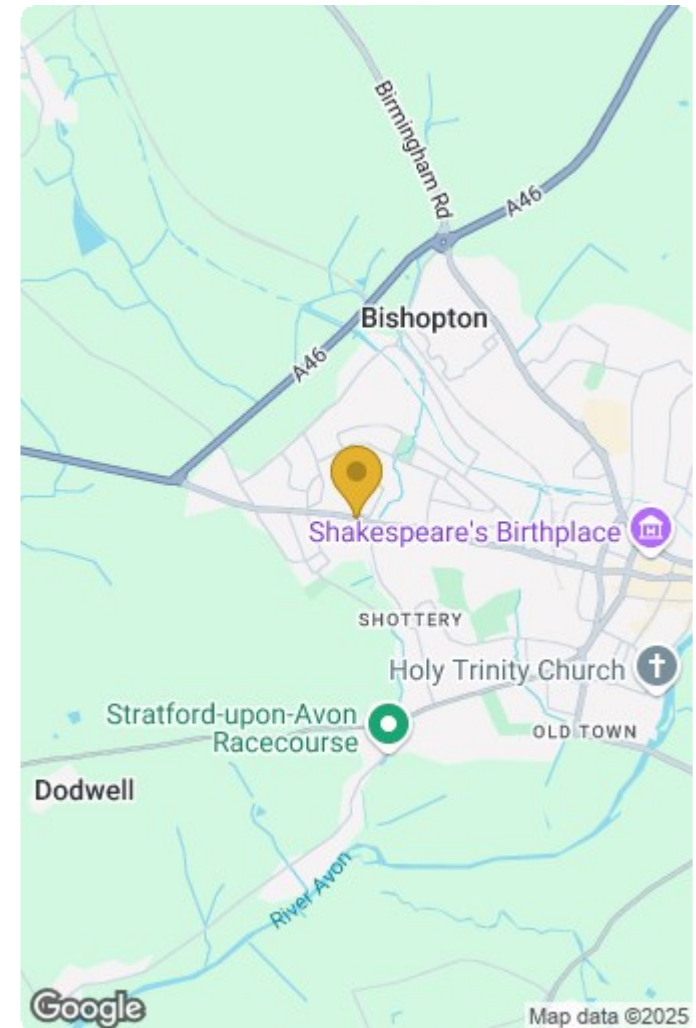 Birmingham Rd
A46
Bishopton
A46
Shakespeare's Birthplace
SHOTTERY
Holy Trinity Church
Stratford-upon-Avon
Racecourse
OLD TOWN
Dodwell
River Avon
Google
Map data ©2025